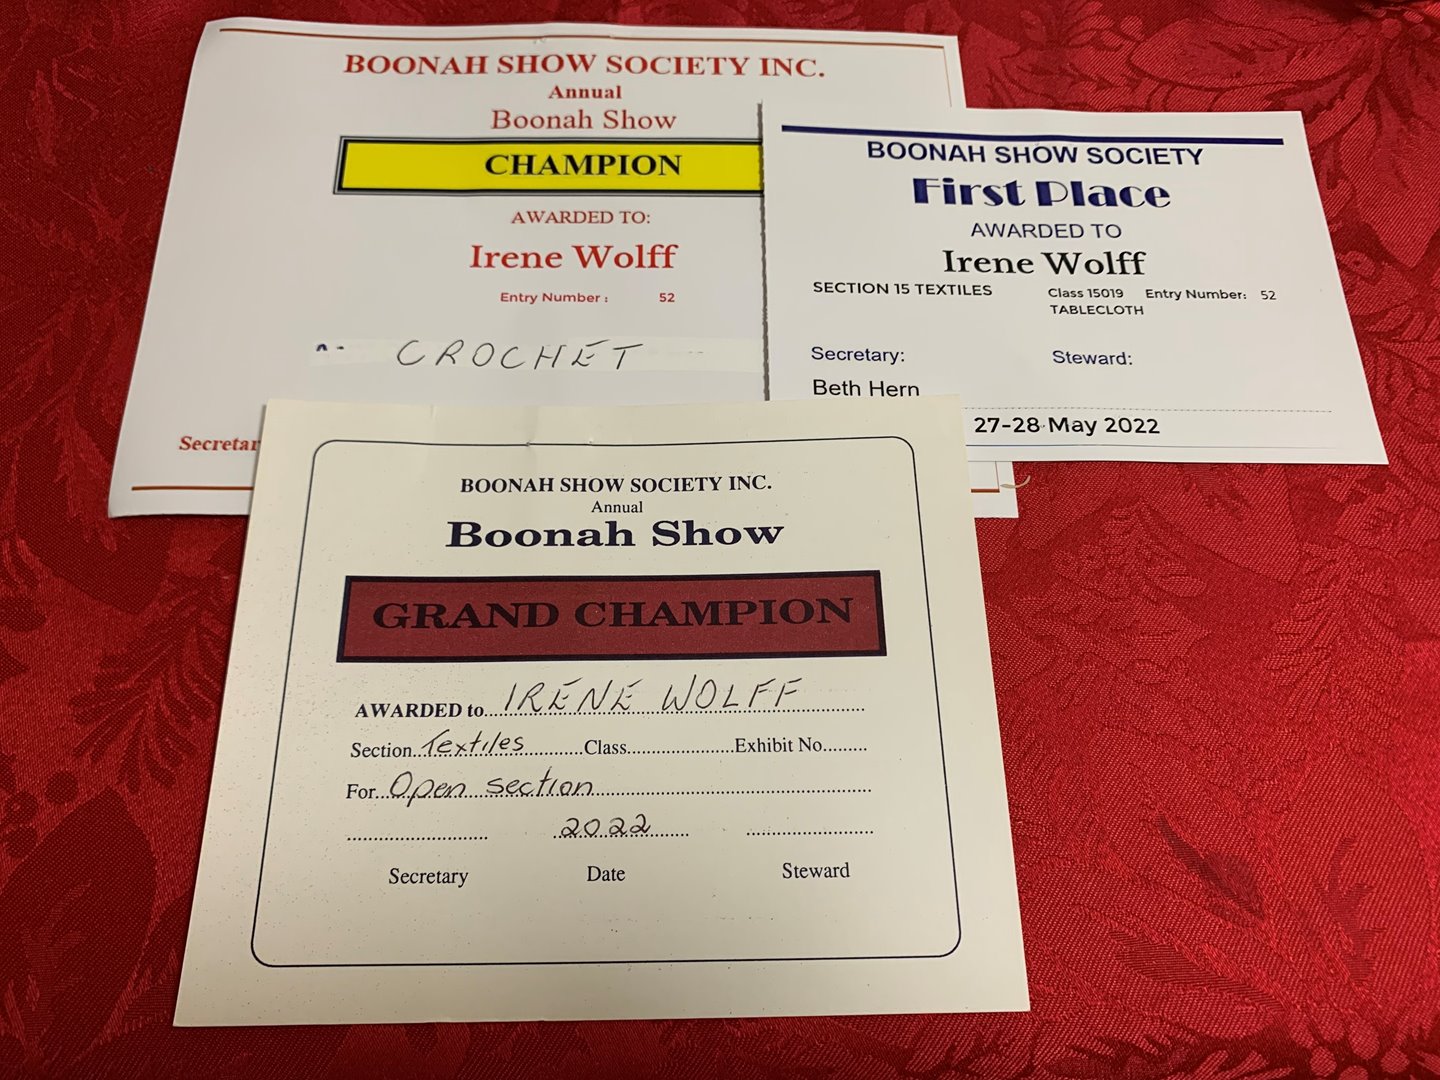 BOONAH SHOW SOCIETY INC.
Annual
Boonah Show
CHAMPION
AWARDED TO:
Irene Wolff
Entry Number : 52
CROCHET
BOONAH SHOW SOCIETY
First Place
AWARDED TO
Irene Wolff
SECTION 15 TEXTILES Class 15019 Entry Number: 52
TABLECLOTH
Secretary: Steward:
Beth Hern
27-28 May 2022
BOONAH SHOW SOCIETY INC.
Annual
Boonah Show
GRAND CHAMPION
AWARDED to IRENE WOLFF
Section Textiles Class Exhibit No.
For Open section
2022
Secretary Date Steward